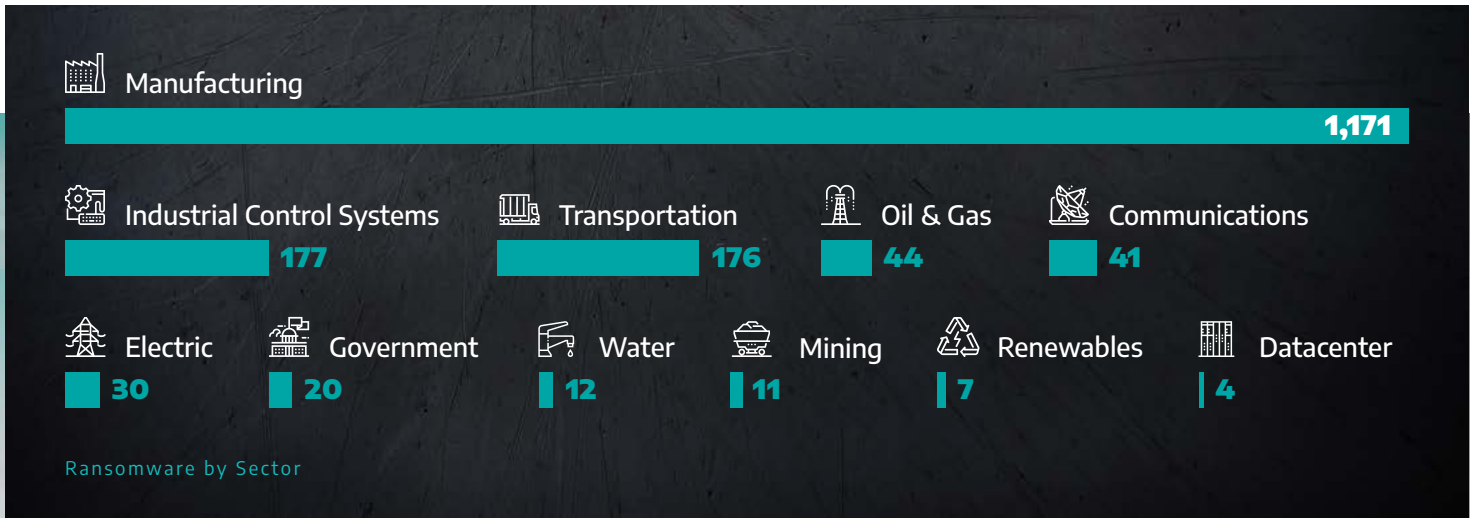 Manufacturing
1,171
Industrial Control Systems
177
Transportation
176
Oil & Gas
44
Communications
41
Electric
30
Government
20
Water
12
Mining
11
Renewables
7
Datacenter
4
Ransomware by Sector